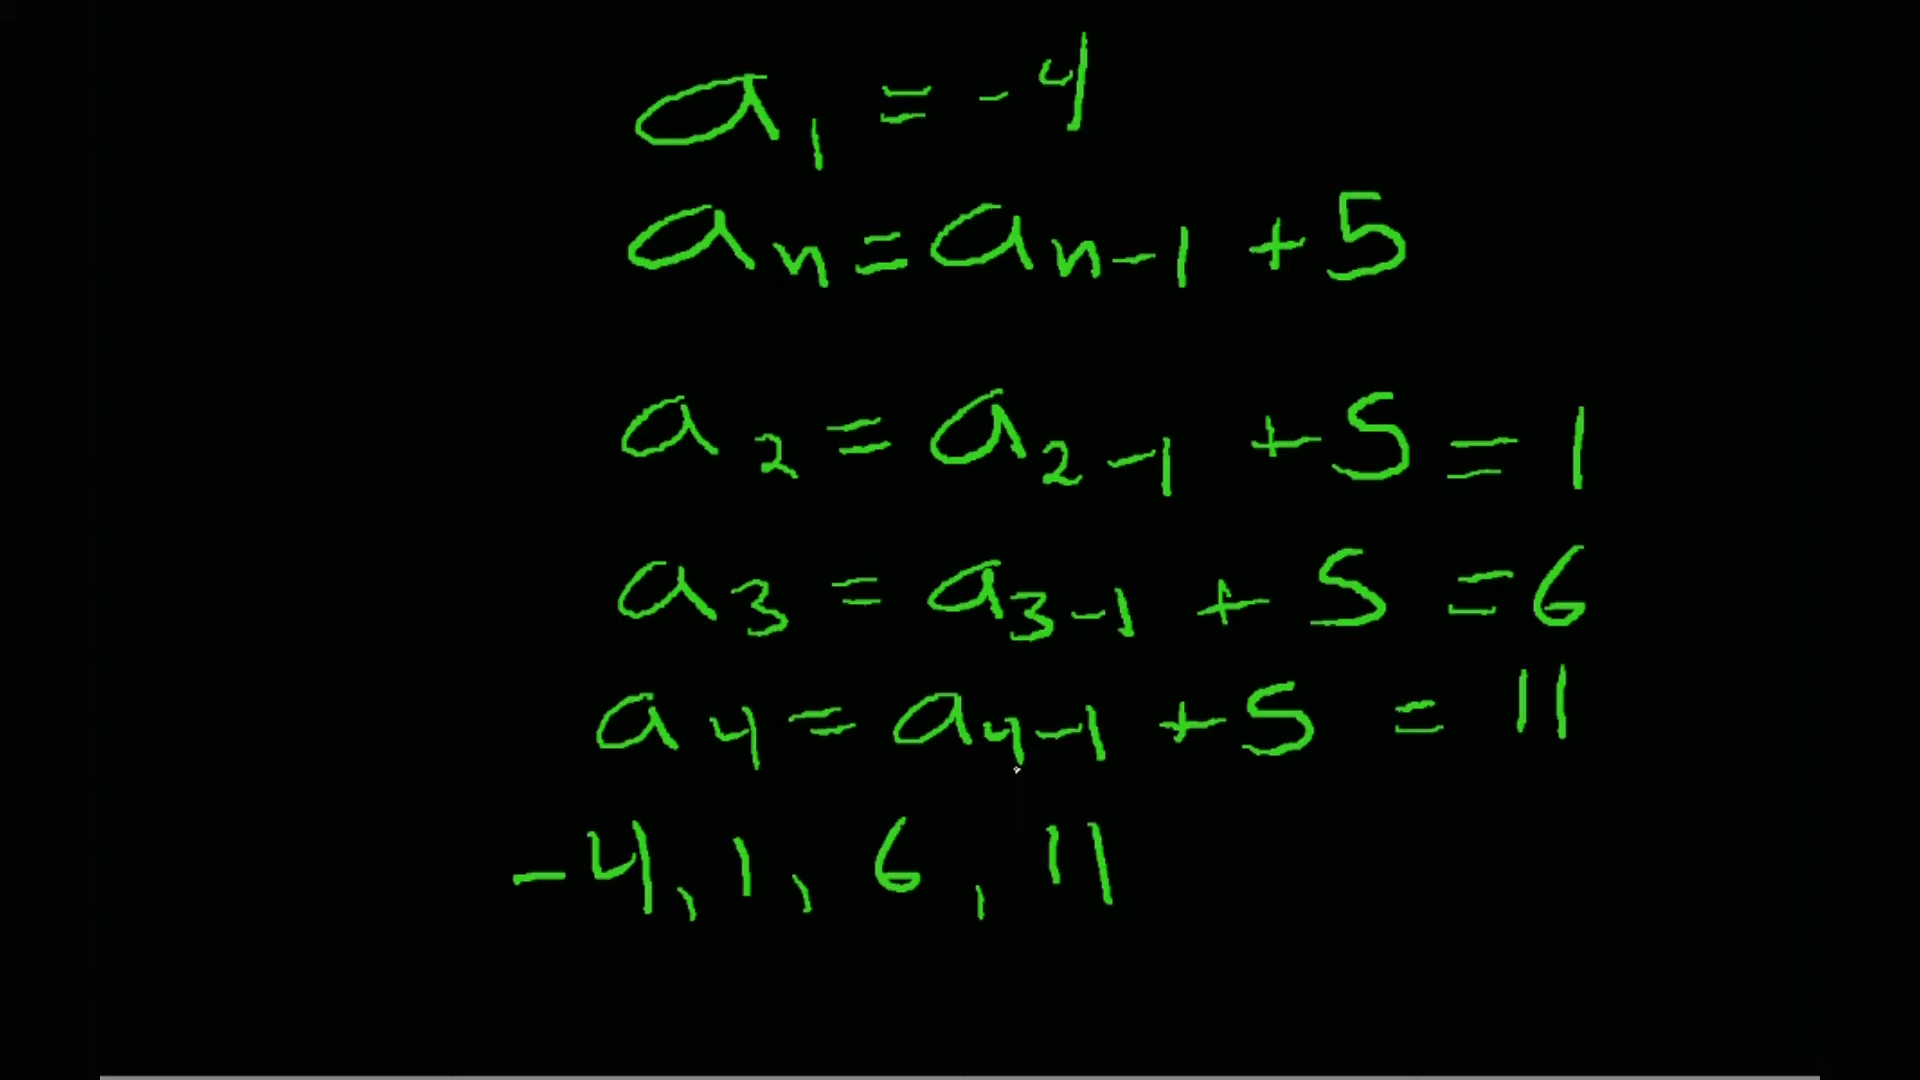 a₁ = -4
aₙ = aₙ₋₁ + 5
a₂ = a₂₋₁ + 5 = 1
a₃ = a₃₋₁ + 5 = 6
a₄ = a₄₋₁ + 5 = 11
-4, 1, 6, 11